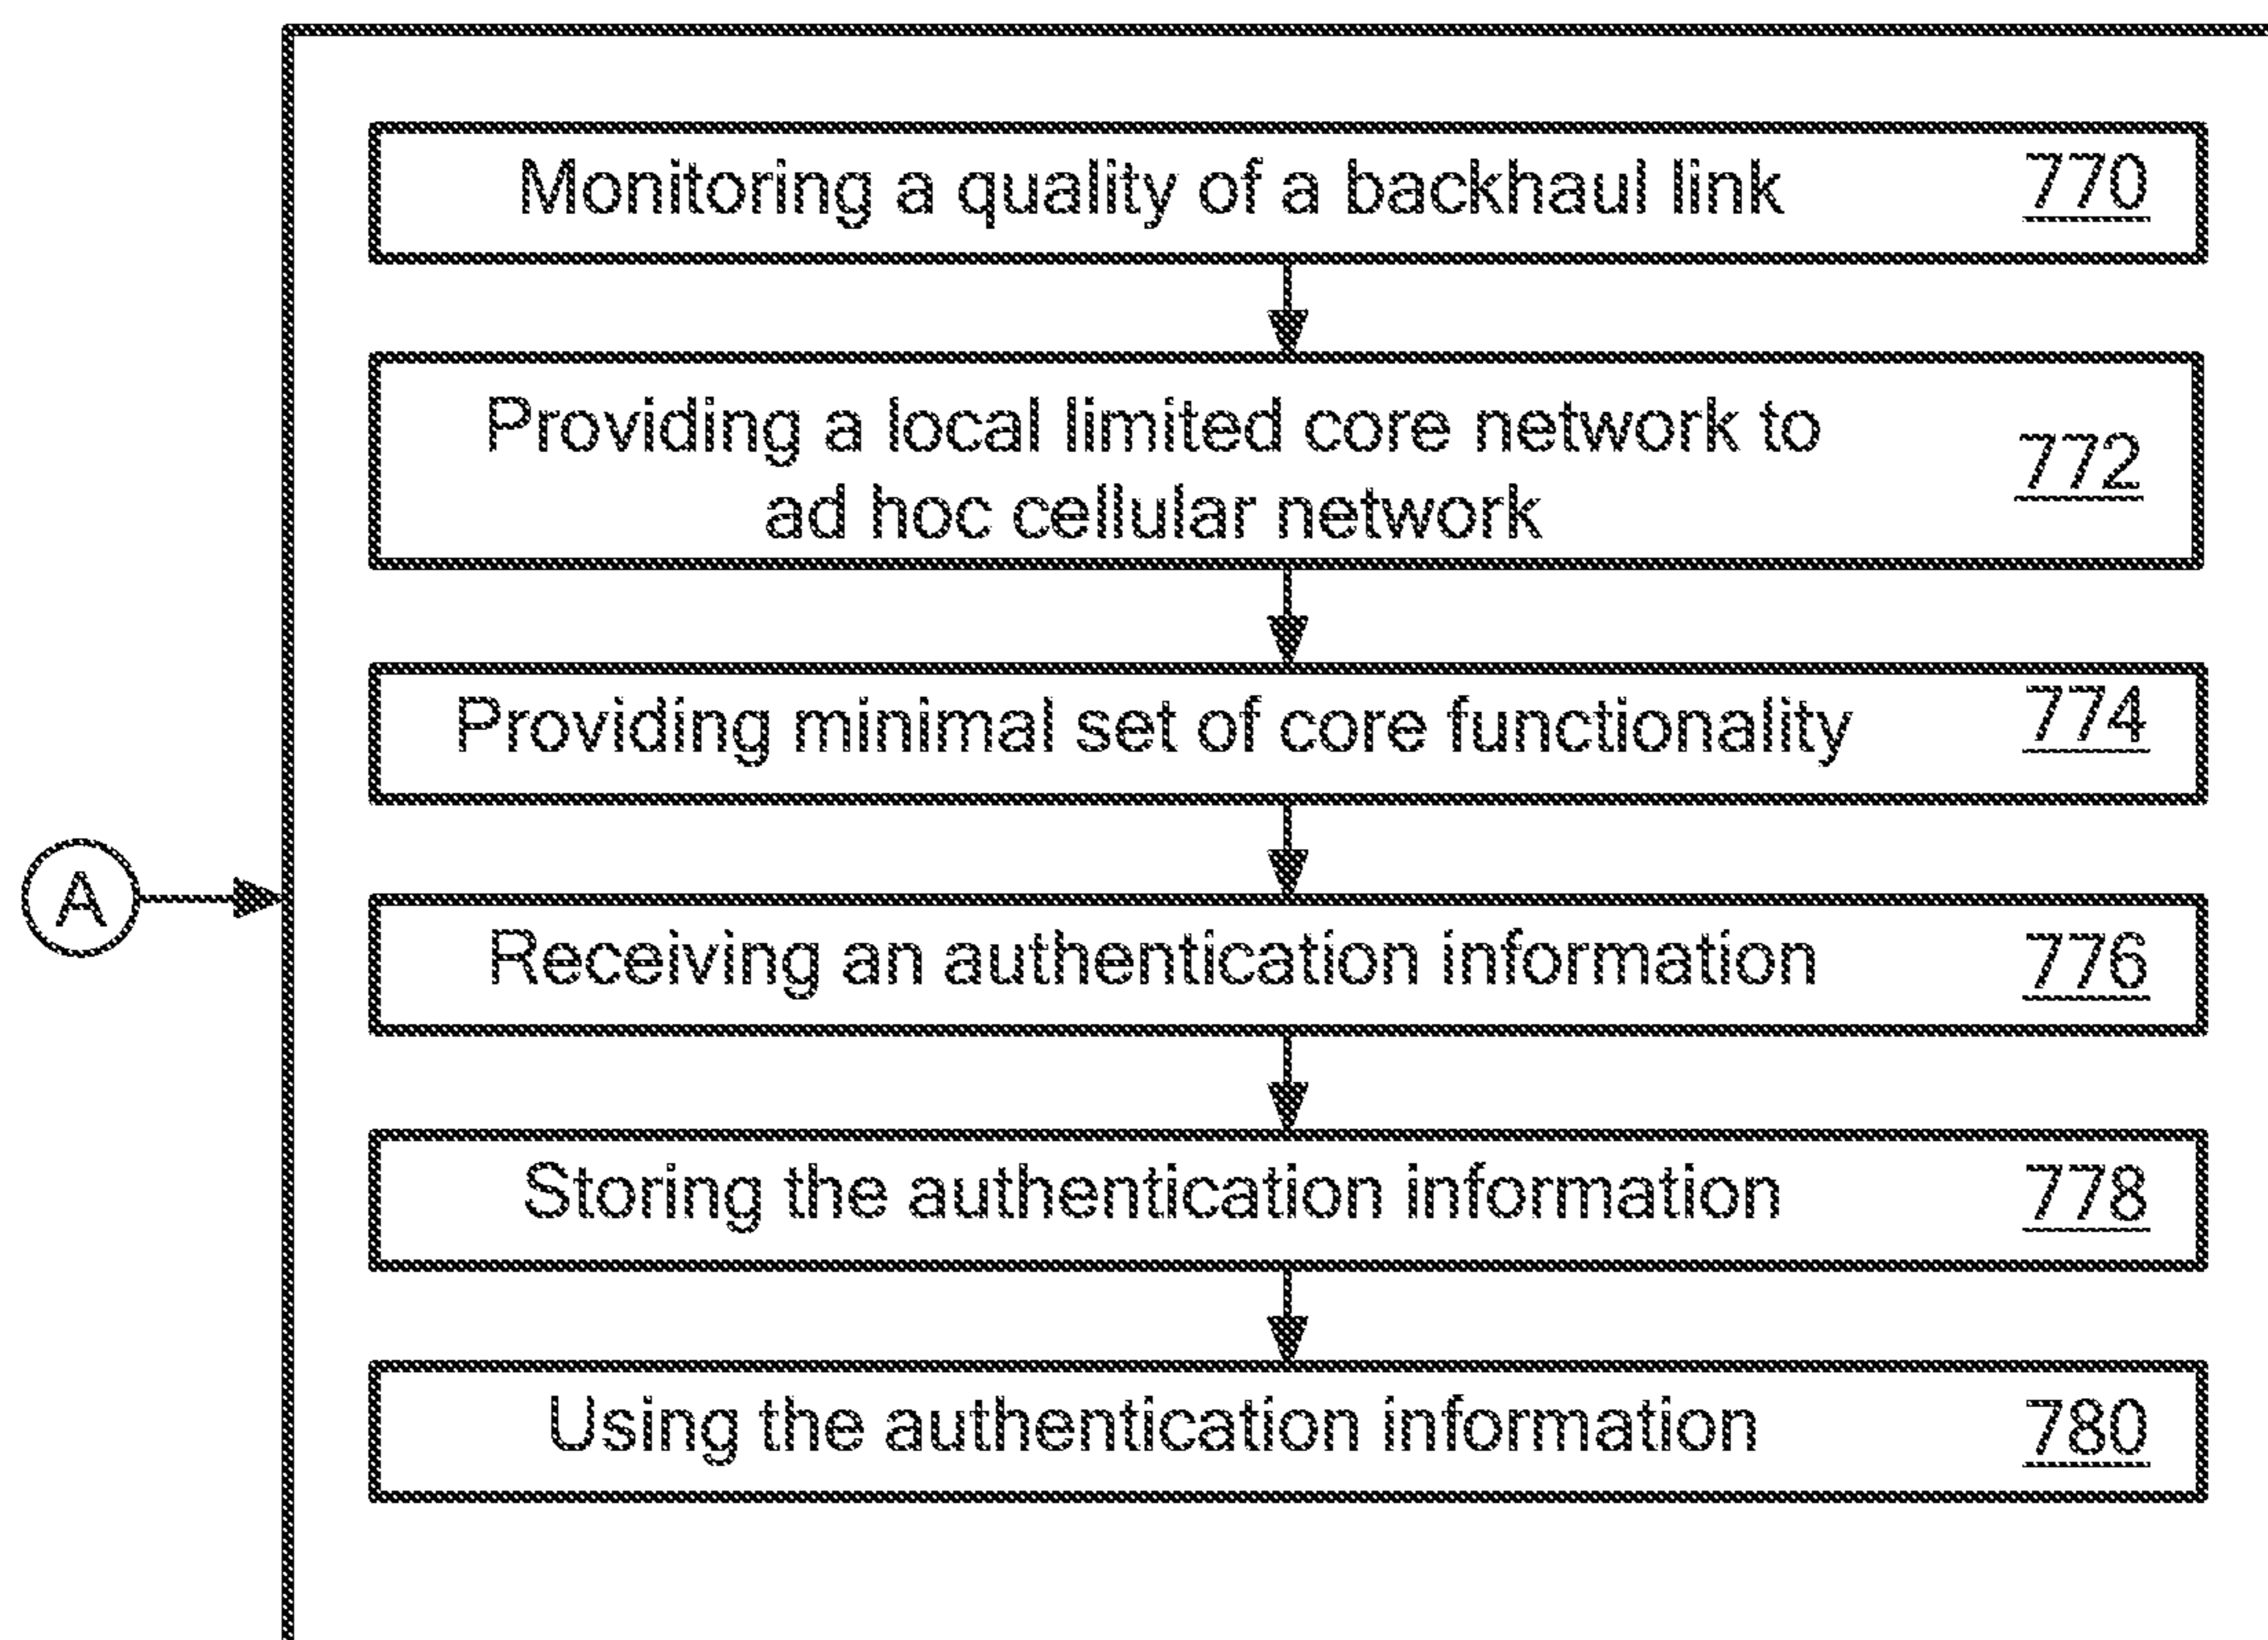 Monitoring a quality of a backhaul link 770
Providing a local limited core network to
ad hoc cellular network 772
Providing minimal set of core functionality 774
A
Receiving an authentication information 776
Storing the authentication information 778
Using the authentication information 780